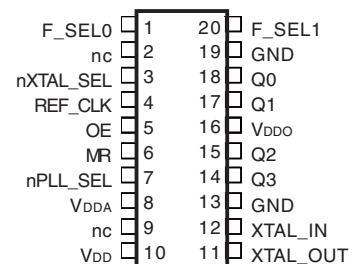 F_SEL0 1 20 F_SEL1
nc 2 19 GND
nXTAL_SEL 3 18 Q0
REF_CLK 4 17 Q1
OE 5 16 VDDO
MR 6 15 Q2
nPLL_SEL 7 14 Q3
VDDA 8 13 GND
nc 9 12 XTAL_IN
VDD 10 11 XTAL_OUT